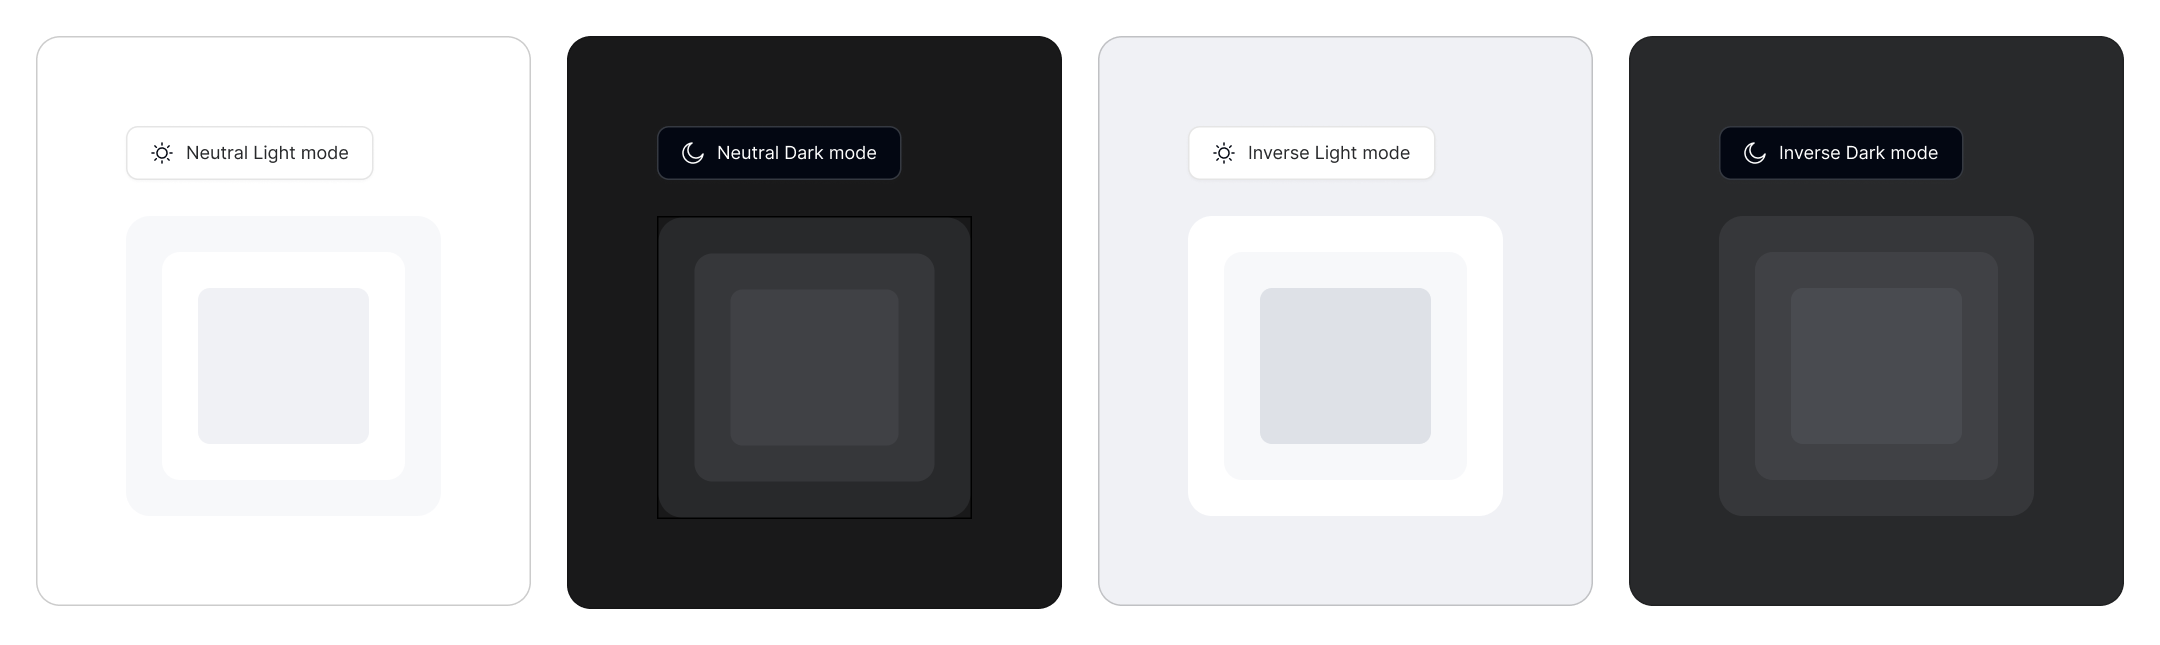 Neutral Light mode
Neutral Dark mode
Inverse Light mode
Inverse Dark mode